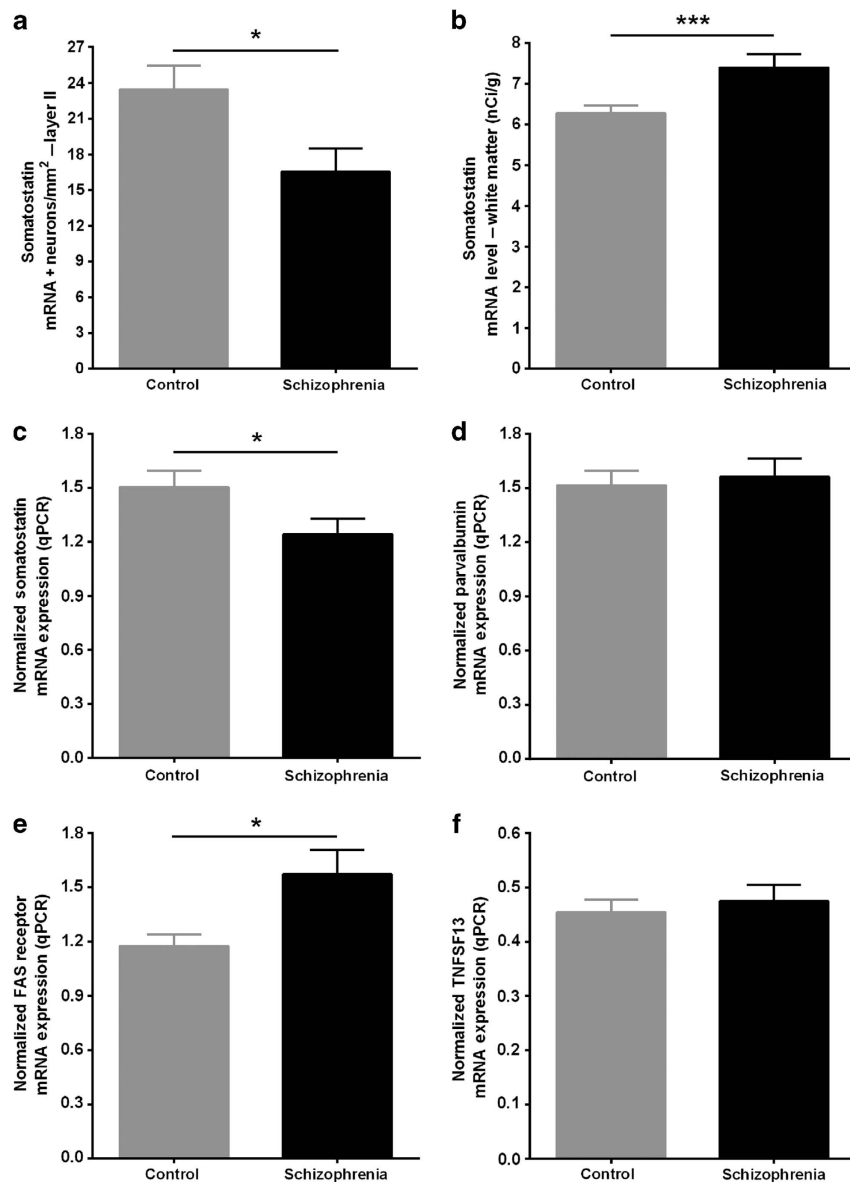 a
*
Somatostatin
mRNA + neurons/mm² — layer II
27
24
21
18
15
12
9
6
3
0
Control
Schizophrenia
b
***
Somatostatin
mRNA level – white matter (nCi/g)
8
7
6
5
4
3
2
1
0
Control
Schizophrenia
c
*
Normalized somatostatin
mRNA expression (qPCR)
1.8
1.5
1.2
0.9
0.6
0.3
0.0
Control
Schizophrenia
d
Normalized parvalbumin
mRNA expression (qPCR)
1.8
1.5
1.2
0.9
0.6
0.3
0.0
Control
Schizophrenia
e
*
Normalized FAS receptor
mRNA expression (qPCR)
1.8
1.5
1.2
0.9
0.6
0.3
0.0
Control
Schizophrenia
f
Normalized TNFSF13
mRNA expression (qPCR)
0.6
0.5
0.4
0.3
0.2
0.1
0.0
Control
Schizophrenia